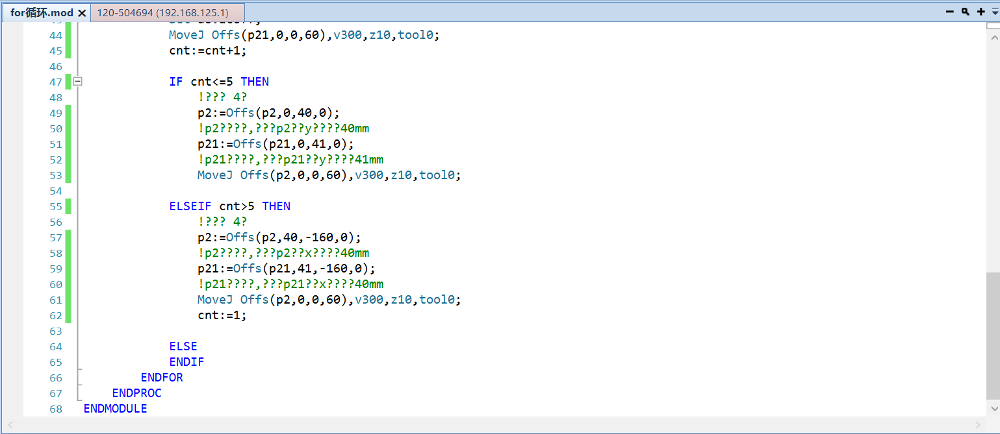 for循环.mod
120-504694 (192.168.125.1)
44 MoveJ Offs(p21,0,0,60),v300,z10,tool0;
45 cnt:=cnt+1;
46
47 IF cnt<=5 THEN
48 !??? 4?
49 p2:=Offs(p2,0,40,0);
50 !p2????,???p2??y????40mm
51 p21:=Offs(p21,0,41,0);
52 !p21????,???p21??y????41mm
53 MoveJ Offs(p2,0,0,60),v300,z10,tool0;
54
55 ELSEIF cnt>5 THEN
56 !??? 4?
57 p2:=Offs(p2,40,-160,0);
58 !p2????,???p2??x????40mm
59 p21:=Offs(p21,41,-160,0);
60 !p21????,???p21??x????40mm
61 MoveJ Offs(p2,0,0,60),v300,z10,tool0;
62 cnt:=1;
63
64 ELSE
65 ENDIF
66 ENDFOR
67 ENDPROC
68 ENDMODULE